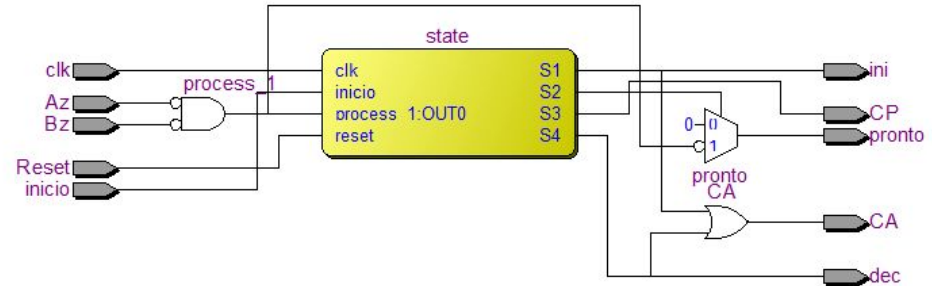 state
clk
process_1
Az
Bz
Reset
inicio
clk
inicio
process 1:OUT0
reset
S1
S2
S3
S4
0
0
1
pronto
CA
ini
CP
pronto
CA
dec